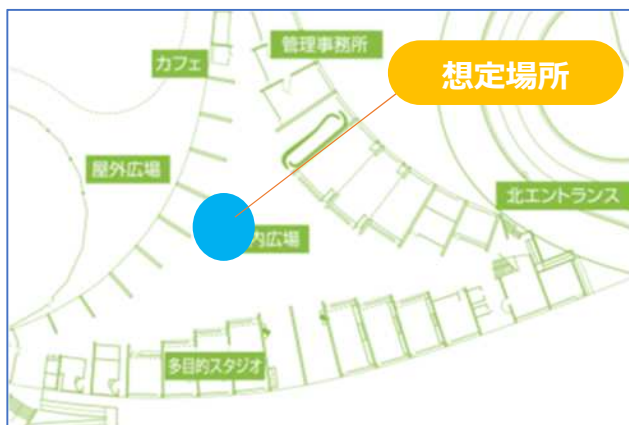 管理事務所
カフェ
想定場所
屋外広場
北エントランス
内広場
多目的スタジオ